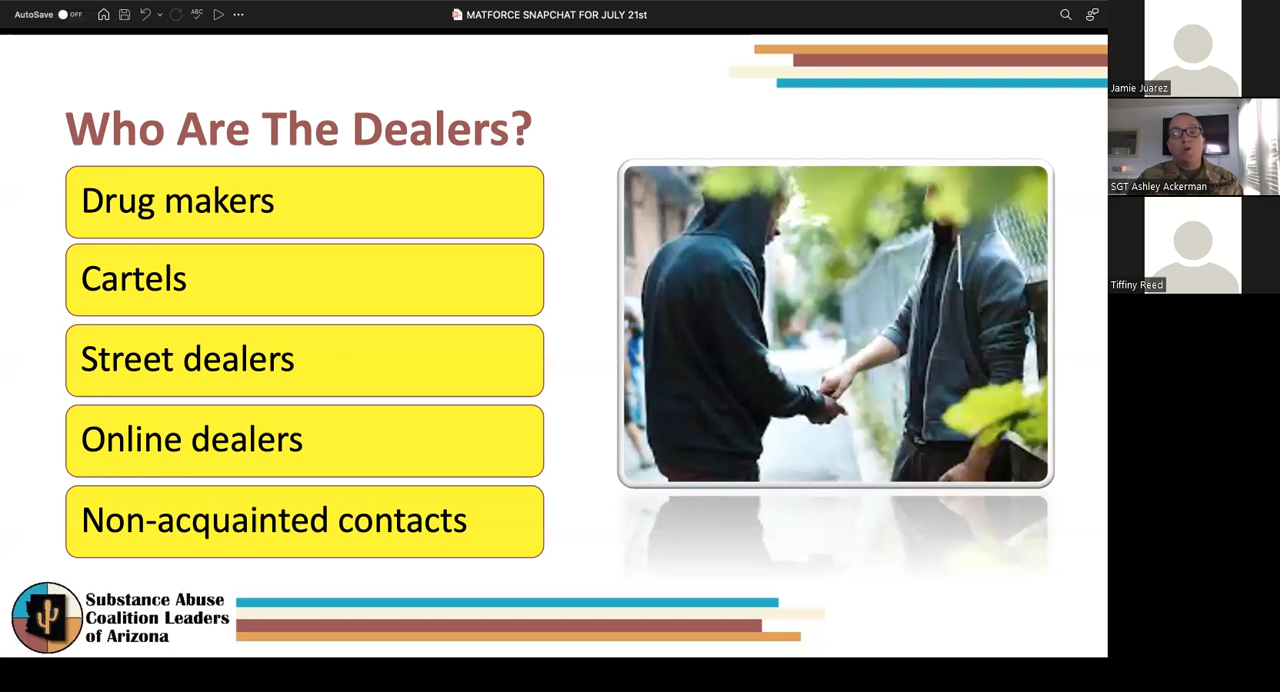 AutoSave OFF
MATFORCE SNAPCHAT FOR JULY 21st
Who Are The Dealers?
Drug makers
Cartels
Street dealers
Online dealers
Non-acquainted contacts
Substance Abuse
Coalition Leaders
of Arizona
Jamie Juarez
SGT Ashley Ackerman
Tiffiny Reed